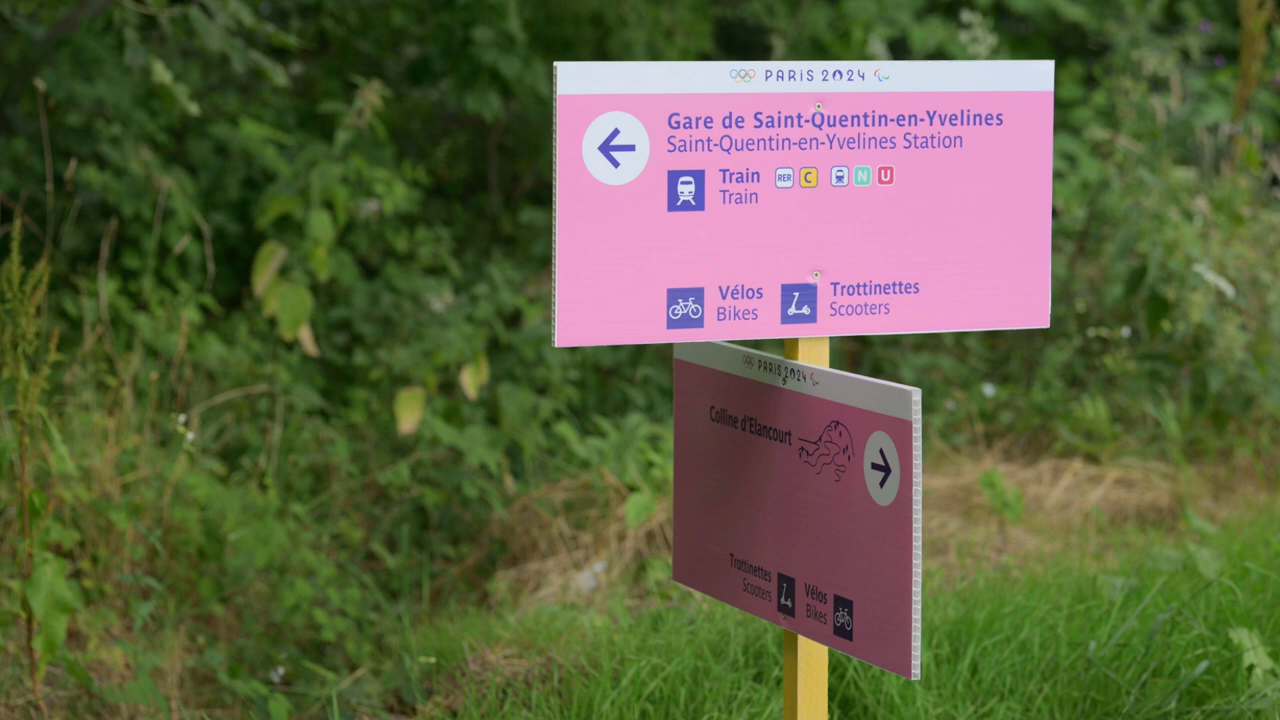 PARIS 2024
Gare de Saint-Quentin-en-Yvelines
Saint-Quentin-en-Yvelines Station
Train RER C N U
Train
Vélos Trottinettes
Bikes Scooters
PARIS 2024
Colline d'Elancourt
Trottinettes Vélos
Scooters Bikes